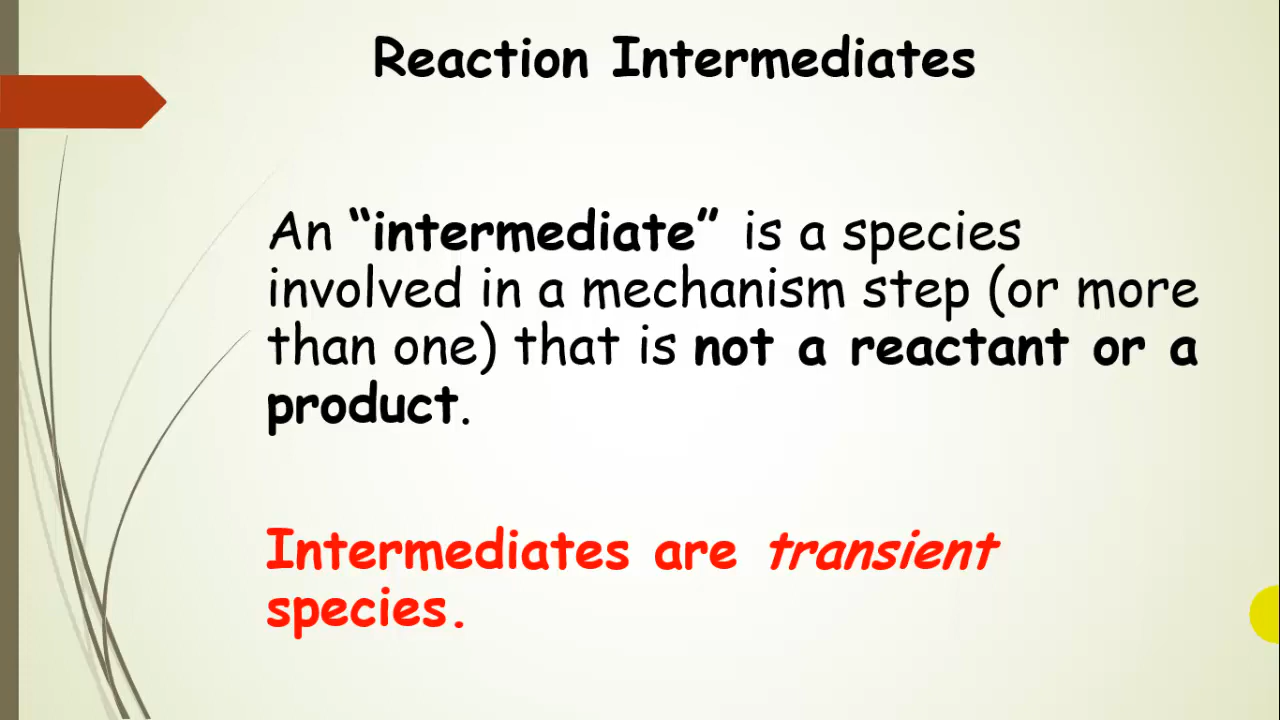 Reaction Intermediates
An “intermediate” is a species
involved in a mechanism step (or more
than one) that is not a reactant or a
product.
Intermediates are transient
species.